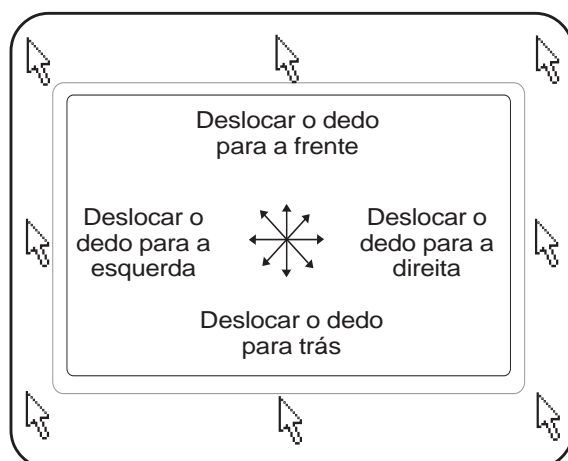 Deslocar o dedo
para a frente
Deslocar o
dedo para a
esquerda
Deslocar o
dedo para a
direita
Deslocar o dedo
para trás